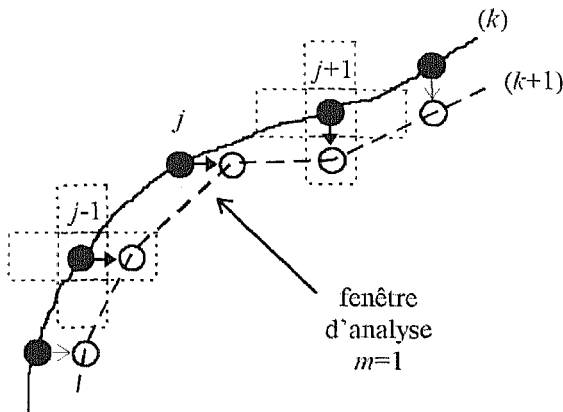 (k)
j+1
(k+1)
j
j-1
fenêtre
d'analyse
m=1